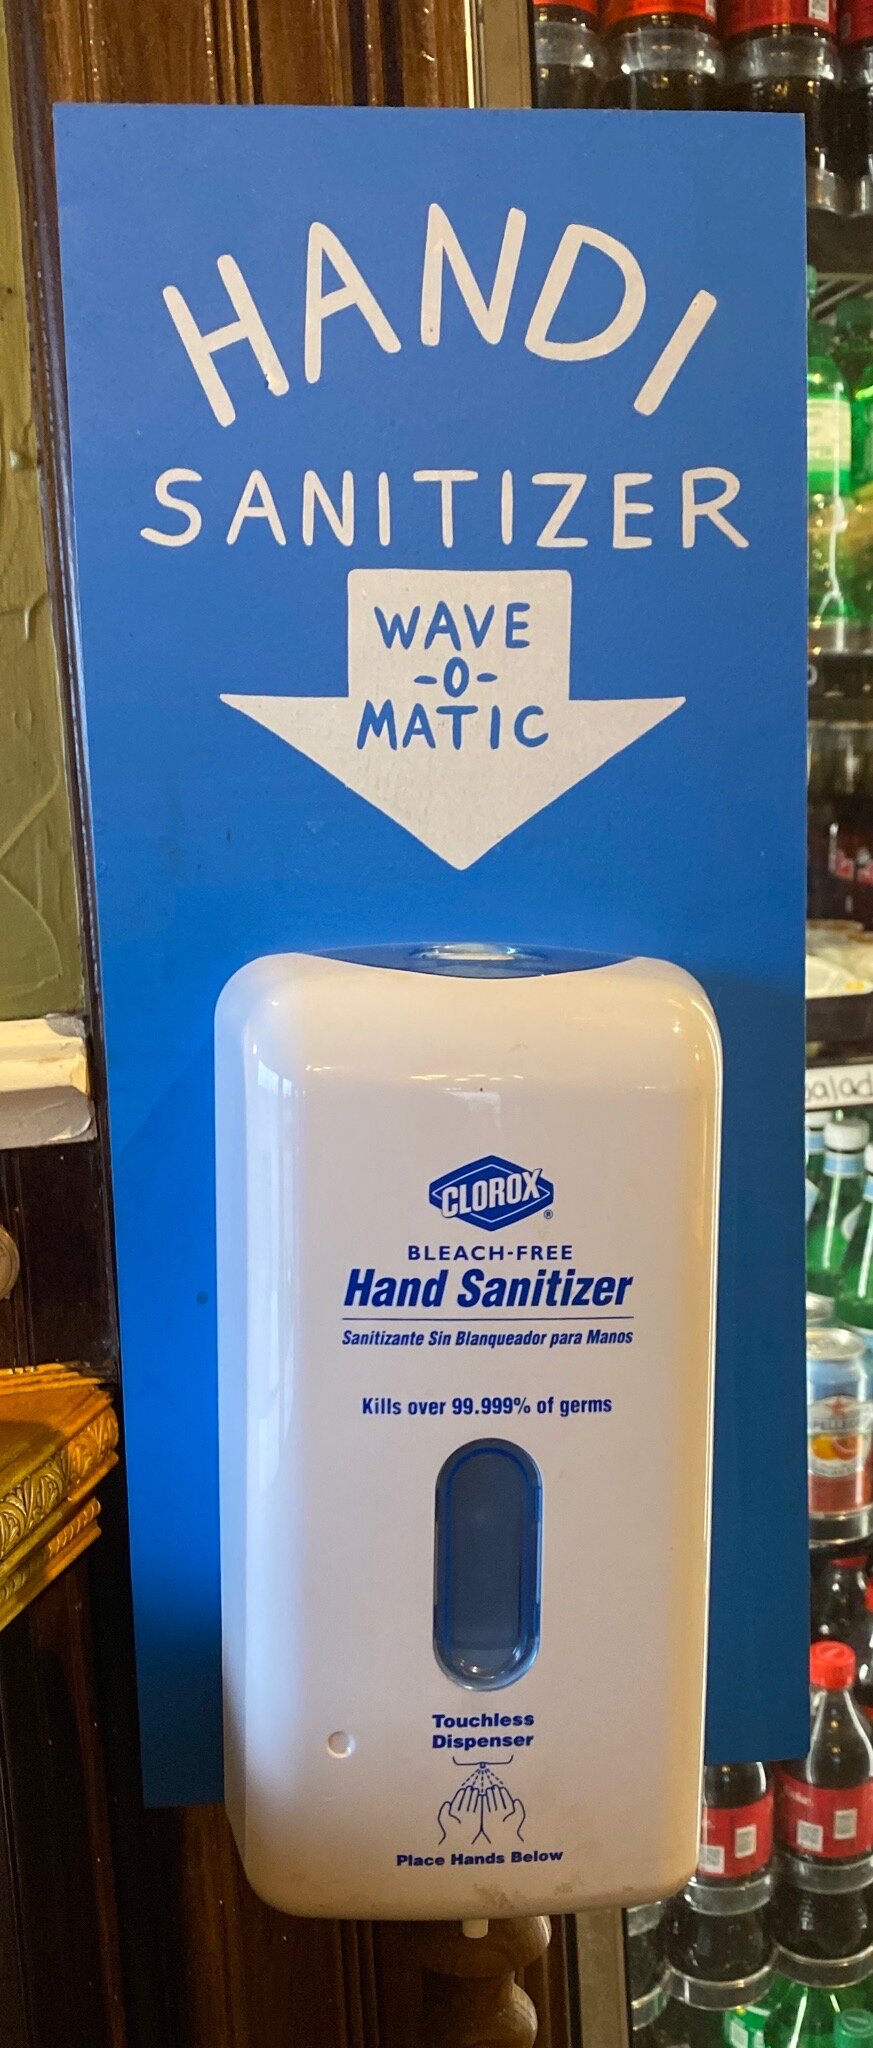 HANDI
SANITIZER
WAVE
-O-
MATIC
CLOROX®
BLEACH-FREE
Hand Sanitizer
Sanitizante Sin Blanqueador para Manos
Kills over 99.999% of germs
Touchless
Dispenser
Place Hands Below
PELLEGRI